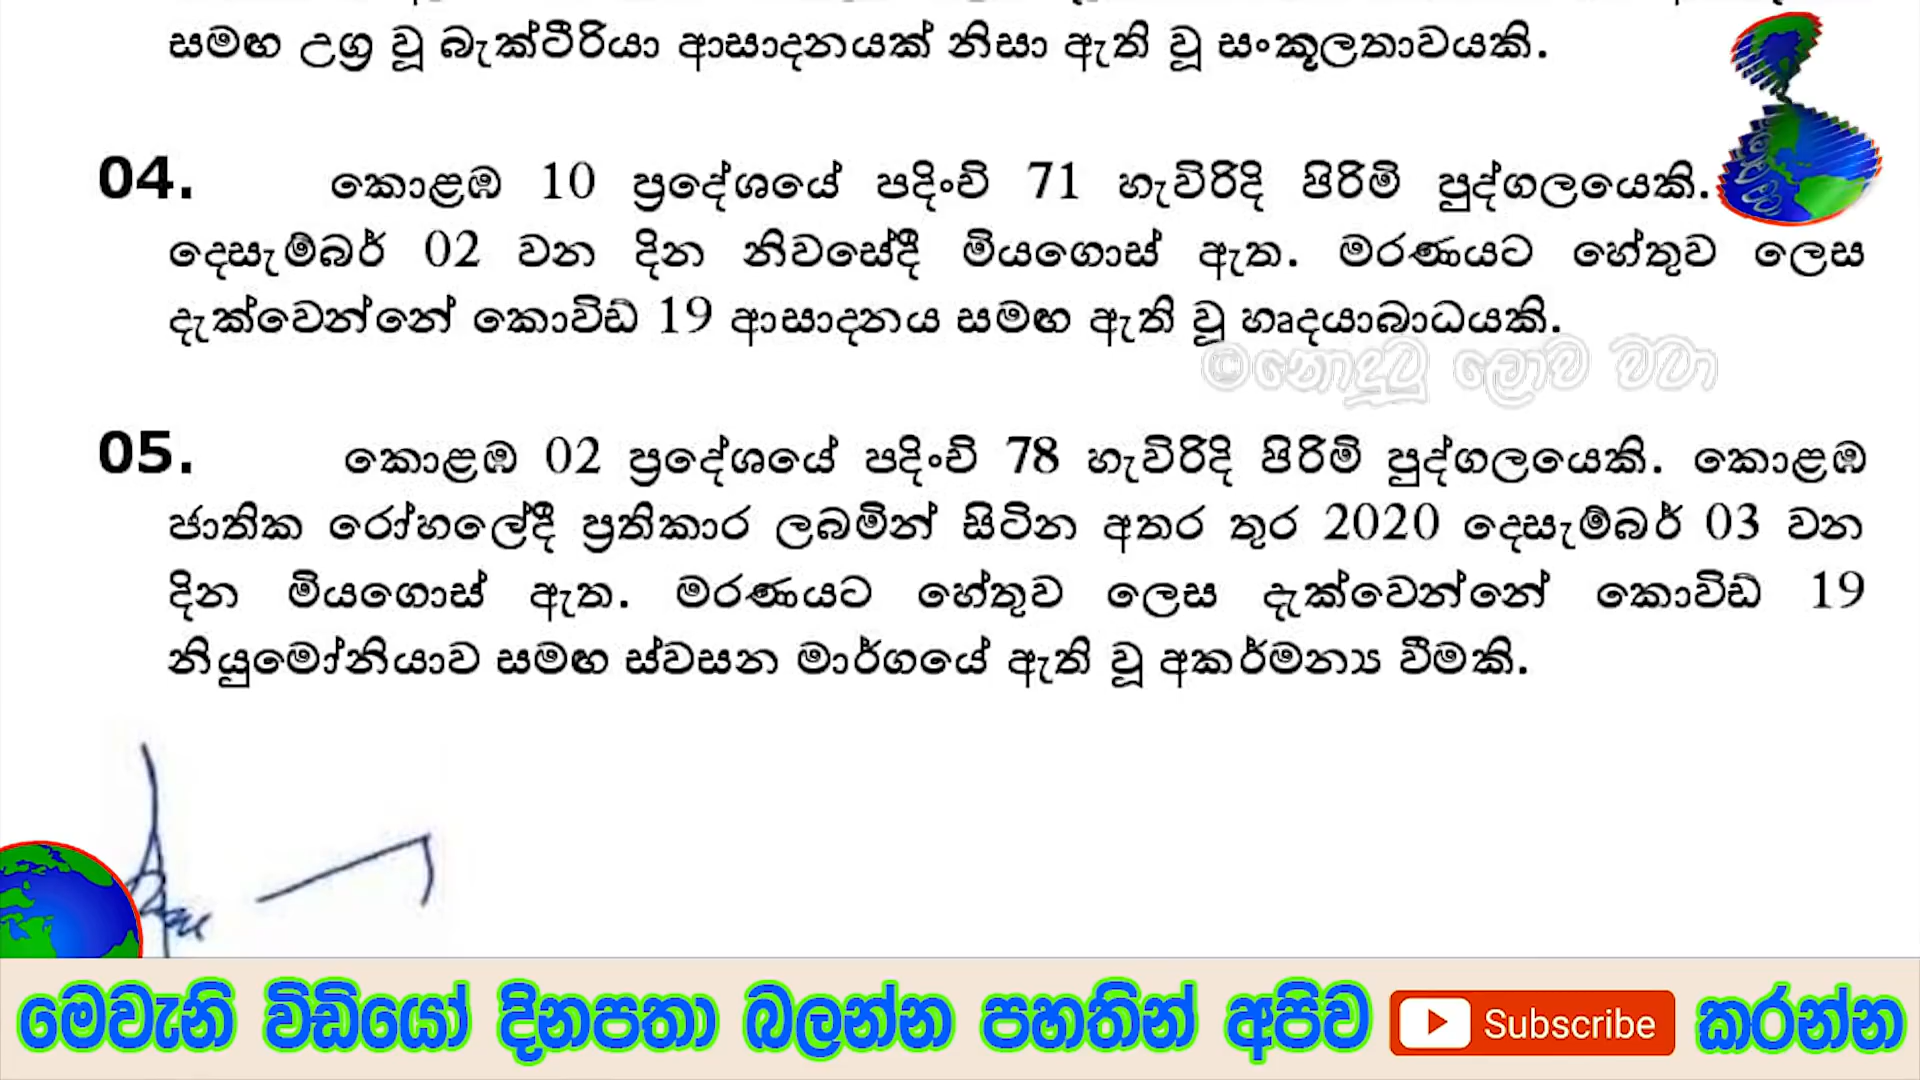 සමඟ උග්‍ර වූ බැක්ටීරියා ආසාදනයක් නිසා ඇති වූ සංකූලතාවයකි.
04. කොළඹ 10 ප්‍රදේශයේ පදිංචි 71 හැවිරිදි පිරිමි පුද්ගලයෙකි.
දෙසැම්බර් 02 වන දින නිවසේදී මියගොස් ඇත. මරණයට හේතුව ලෙස
දැක්වෙන්නේ කොවිඩ් 19 ආසාදනය සමඟ ඇති වූ හෘදයාබාධයකි.
©නොදුටු ලොව වටා
05. කොළඹ 02 ප්‍රදේශයේ පදිංචි 78 හැවිරිදි පිරිමි පුද්ගලයෙකි. කොළඹ
ජාතික රෝහලේදී ප්‍රතිකාර ලබමින් සිටින අතර තුර 2020 දෙසැම්බර් 03 වන
දින මියගොස් ඇත. මරණයට හේතුව ලෙස දැක්වෙන්නේ කොවිඩ් 19
නියුමෝනියාව සමඟ ස්වසන මාර්ගයේ ඇති වූ අකර්මන්‍ය වීමකි.
මෙවැනි විඩියෝ දිනපතා බලන්න පහතින් අපිව Subscribe කරන්න